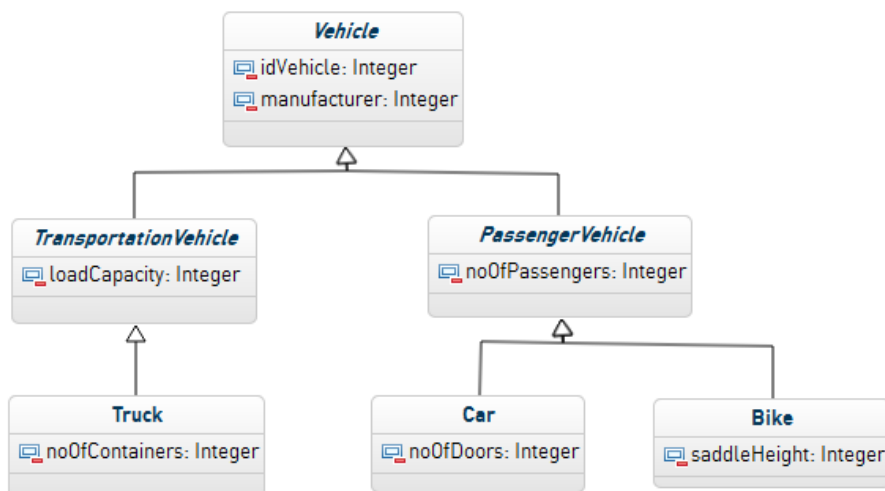 Vehicle
idVehicle: Integer
manufacturer: Integer
TransportationVehicle
loadCapacity: Integer
PassengerVehicle
noOfPassengers: Integer
Truck
noOfContainers: Integer
Car
noOfDoors: Integer
Bike
saddleHeight: Integer